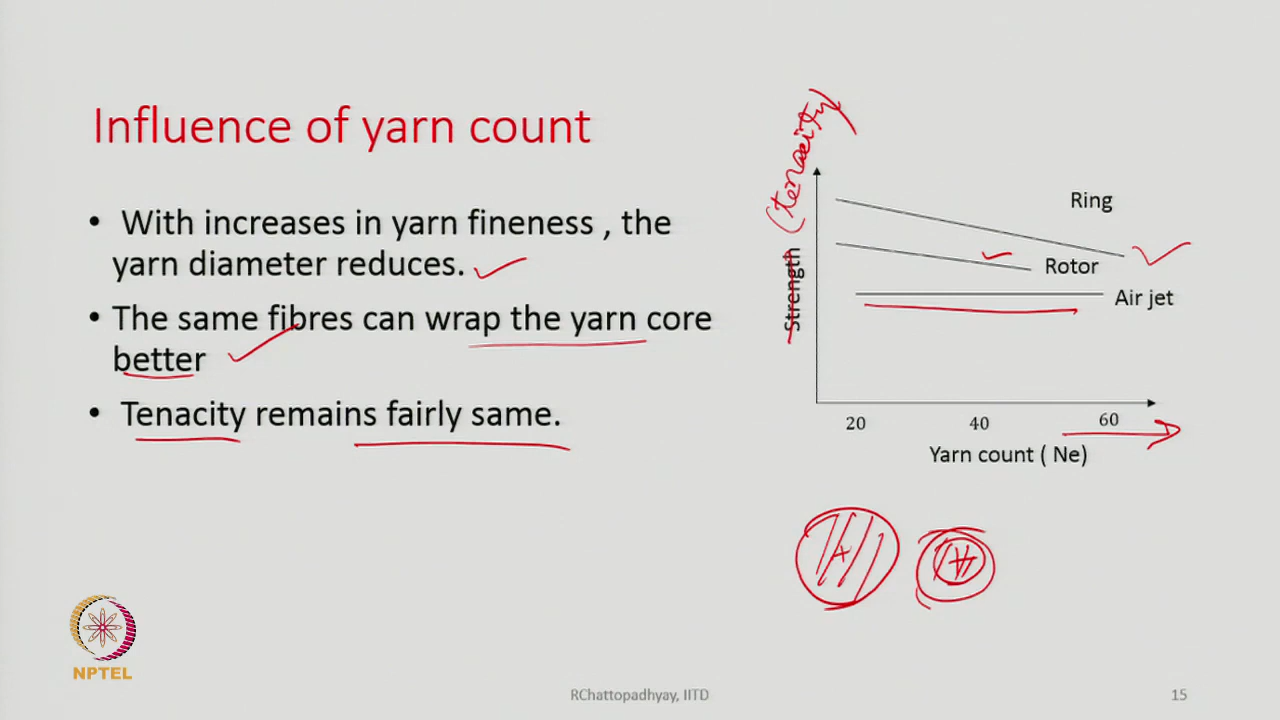 Influence of yarn count
• With increases in yarn fineness , the
yarn diameter reduces.
• The same fibres can wrap the yarn core
better
• Tenacity remains fairly same.
(tenacity
Strength
Ring
Rotor
Air jet
20 40 60
Yarn count ( Ne)
NPTEL
RChattopadhyay, IITD
15